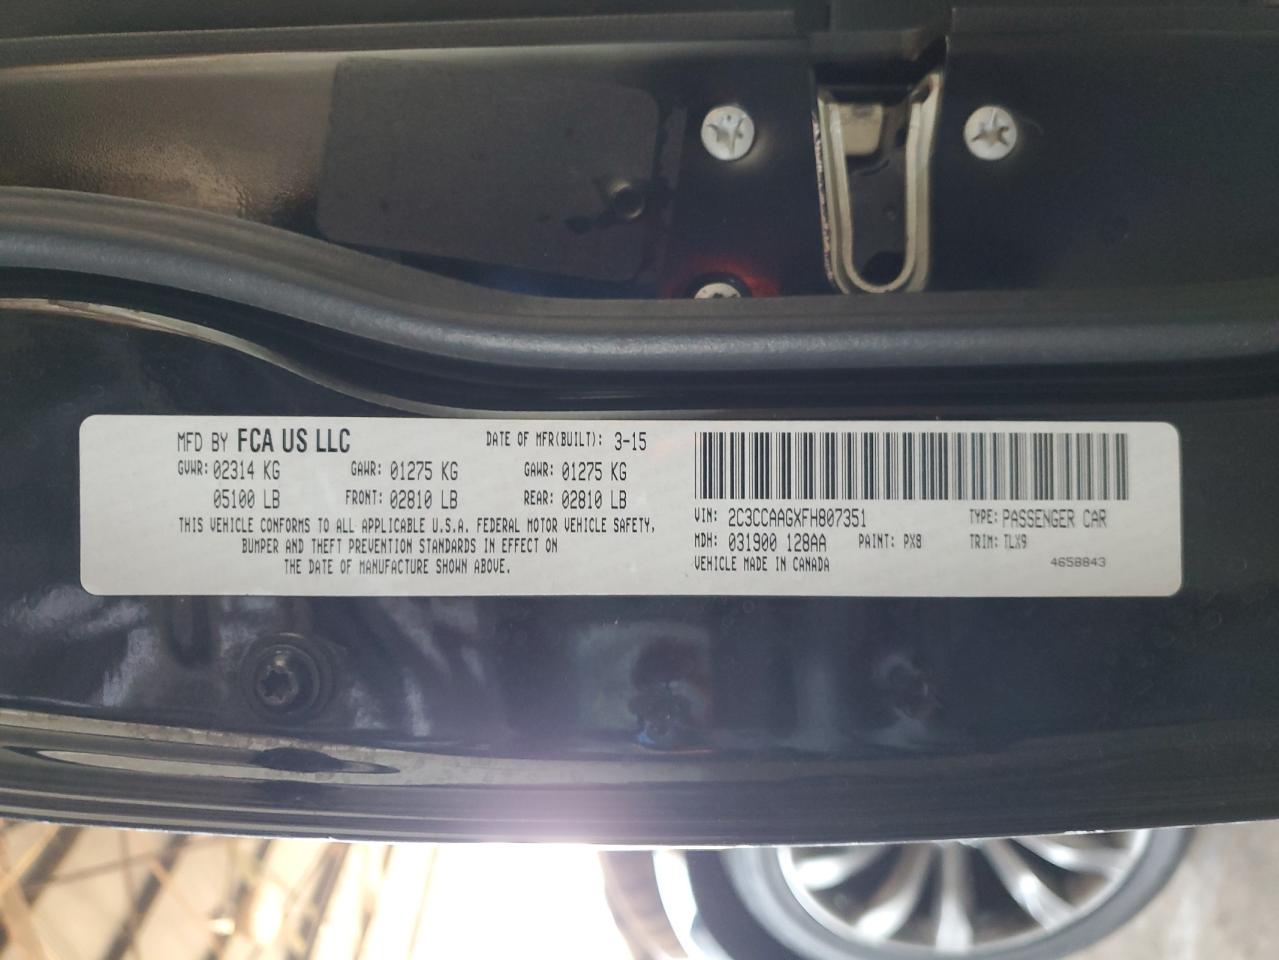 MFD BY FCA US LLC DATE OF MFR(BUILT): 3-15
GVWR: 02314 KG GAWR: 01275 KG GAWR: 01275 KG
05100 LB FRONT: 02810 LB REAR: 02810 LB
THIS VEHICLE CONFORMS TO ALL APPLICABLE U.S.A. FEDERAL MOTOR VEHICLE SAFETY,
BUMPER AND THEFT PREVENTION STANDARDS IN EFFECT ON
THE DATE OF MANUFACTURE SHOWN ABOVE.
VIN: 2C3CCAAGXFH807351 TYPE: PASSENGER CAR
MDH: 031900 128AA PAINT: PX8 TRIM: TLX9
VEHICLE MADE IN CANADA 4658843